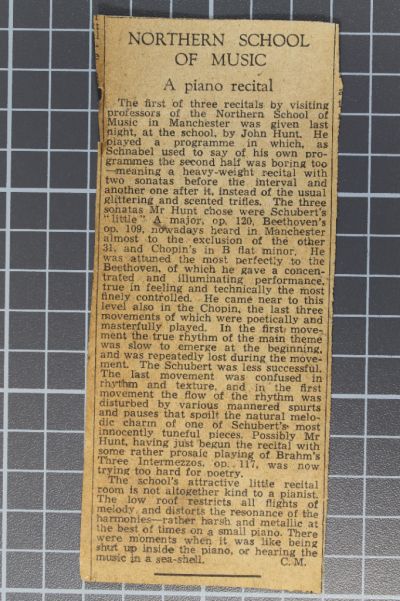 NORTHERN SCHOOL
OF MUSIC
A piano recital
The first of three recitals by visiting
professors of the Northern School of
Music in Manchester was given last
night, at the school, by John Hunt. He
played a programme in which, as
Schnabel used to say of his own pro-
grammes the second half was boring too
—meaning a heavy-weight recital with
two sonatas before the interval and
another one after it, instead of the usual
glittering and scented trifles. The three
sonatas Mr Hunt chose were Schubert's
"little" A major, op. 120, Beethoven's
op. 109, nowadays heard in Manchester
almost to the exclusion of the other
31, and Chopin's in B flat minor. He
was attuned the most perfectly to the
Beethoven, of which he gave a concen-
trated and illuminating performance,
true in feeling and technically the most
finely controlled. He came near to this
level also in the Chopin, the last three
movements of which were poetically and
masterfully played. In the first move-
ment the true rhythm of the main theme
was slow to emerge at the beginning,
and was repeatedly lost during the move-
ment. The Schubert was less successful.
The last movement was confused in
rhythm and texture, and in the first
movement the flow of the rhythm was
disturbed by various mannered spurts
and pauses that spoilt the natural melo-
dic charm of one of Schubert's most
innocently tuneful pieces. Possibly Mr
Hunt, having just begun the recital with
some rather prosaic playing of Brahm's
Three Intermezzos, op. 117, was now
trying too hard for poetry.
The school's attractive little recital
room is not altogether kind to a pianist.
The low roof restricts all flights of
melody, and distorts the resonance of the
harmonies—rather harsh and metallic at
the best of times on a small piano. There
were moments when it was like being
shut up inside the piano, or hearing the
music in a sea-shell. C. M.